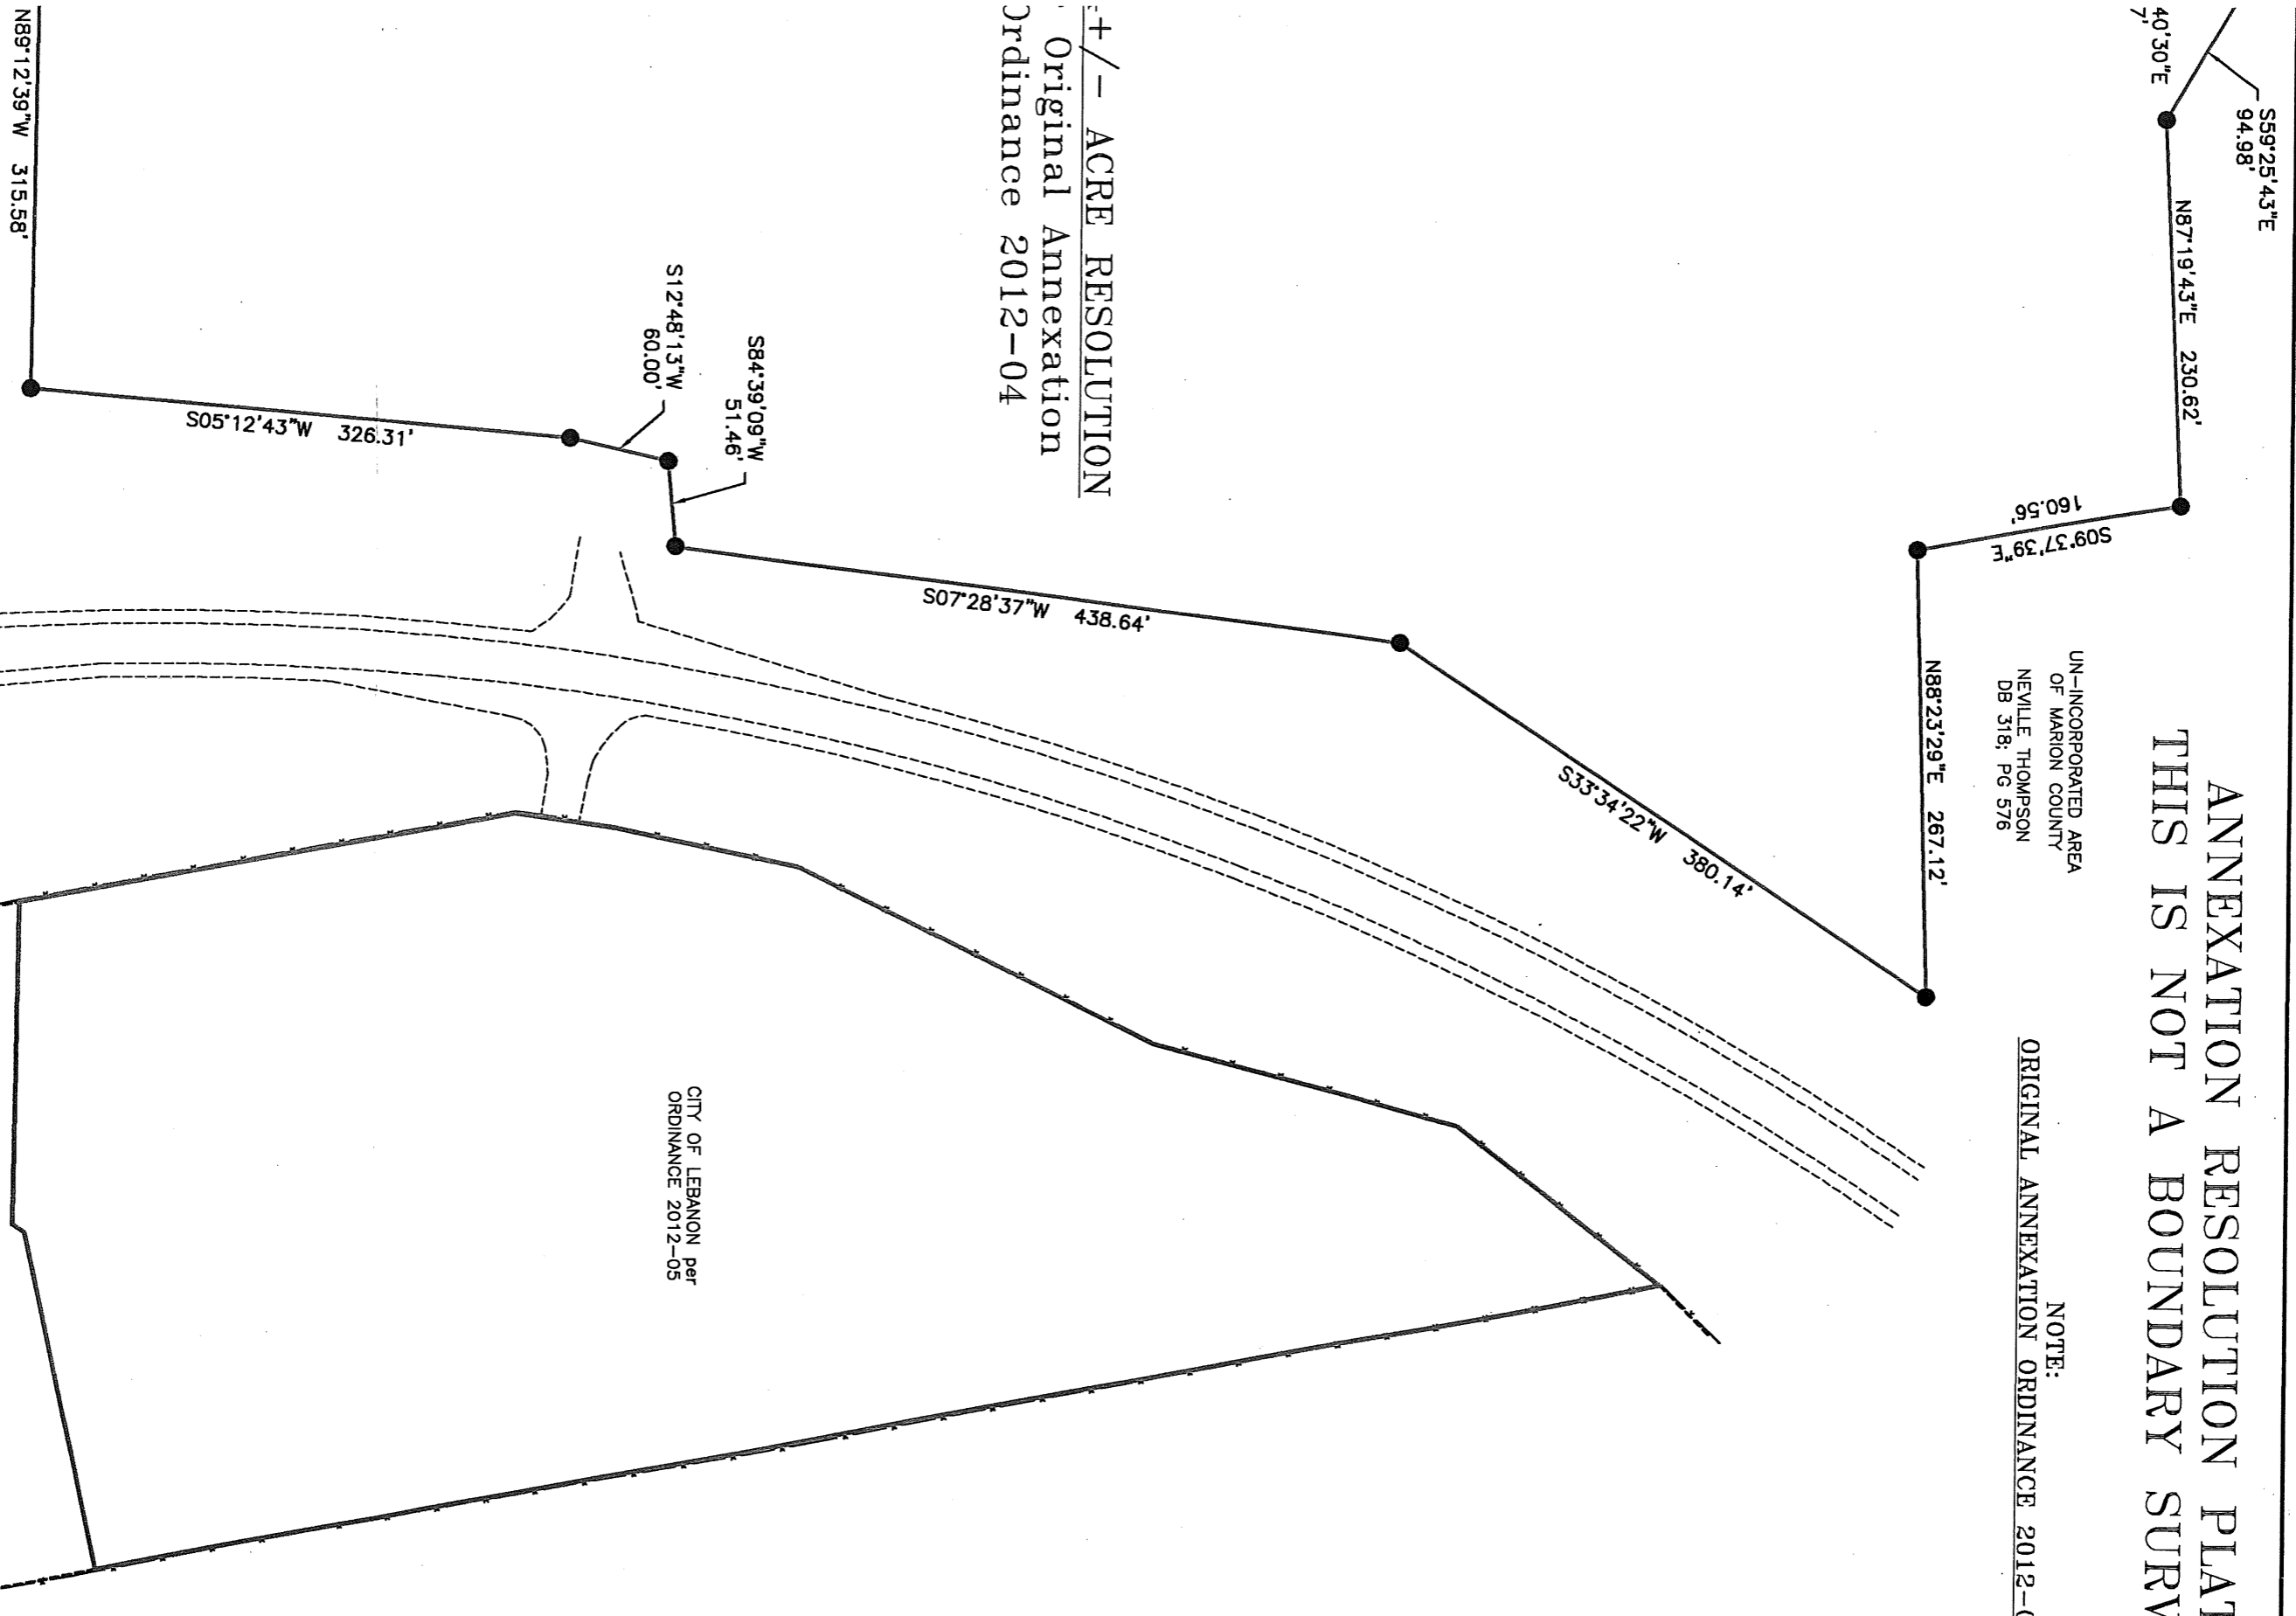 ANNEXATION RESOLUTION PLAT
THIS IS NOT A BOUNDARY SURV
S59°25'43"E
94.98'
40'30"E
7'
N87°19'43"E 230.62'
S09°37'39"E
160.56'
UN-INCORPORATED AREA
OF MARION COUNTY
NEVILLE THOMPSON
DB 318; PG 576
N88°23'29"E 267.12'
NOTE:
ORIGINAL ANNEXATION ORDINANCE 2012-0
S33°34'22"W 380.14'
+/- ACRE RESOLUTION
Original Annexation
Ordinance 2012-04
S07°28'37"W 438.64'
S84°39'09"W
51.46'
S12°48'13"W
60.00'
S05°12'43"W 326.31'
CITY OF LEBANON per
ORDINANCE 2012-05
N89°12'39"W 315.58'